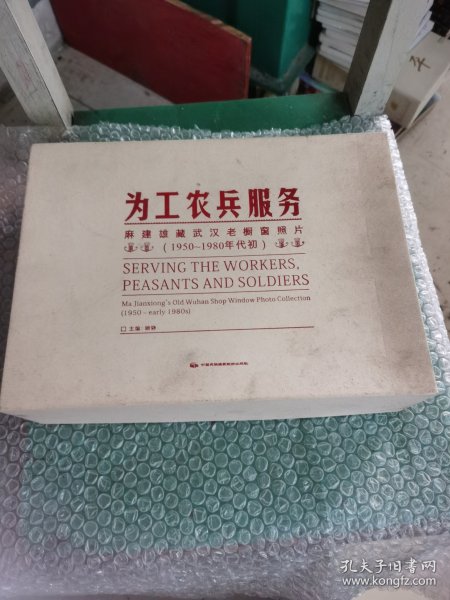 为工农兵服务
麻建雄藏武汉老橱窗照片
(1950~1980年代初)
SERVING THE WORKERS,
PEASANTS AND SOLDIERS
Ma Jianxiong's Old Wuhan Shop Window Photo Collection
(1950 - early 1980s)
主编
孔夫子旧书网
www.kongfz.com